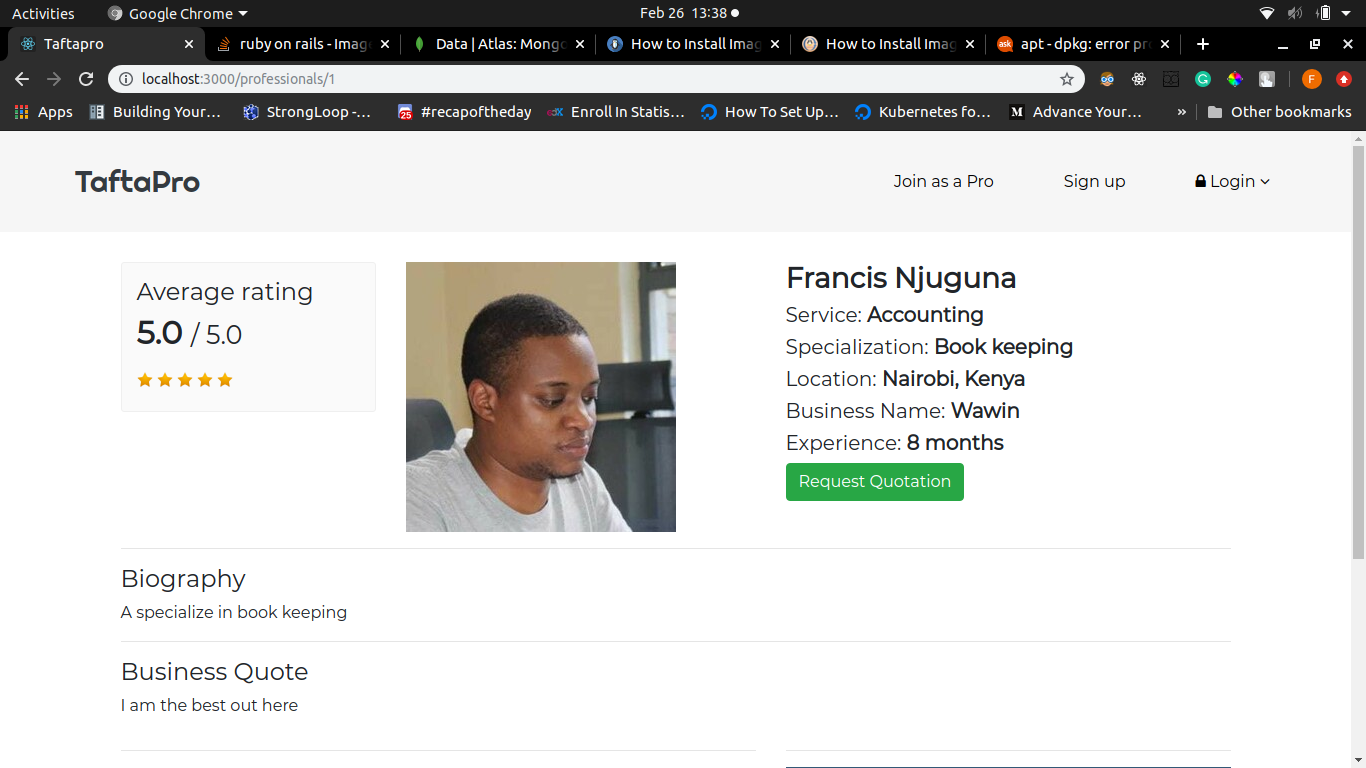 Activities
Google Chrome
Feb 26 13:38
Taftapro
ruby on rails - Imag
Data | Atlas: Mongo
How to Install Imag
How to Install Imag
ask
apt - dpkg: error pr
localhost:3000/professionals/1
F
Apps
Building Your…
StrongLoop -…
25
#recapoftheday
edX
Enroll In Statis…
How To Set Up…
Kubernetes fo…
M
Advance Your…
»
Other bookmarks
TaftaPro
Join as a Pro
Sign up
Login
Average rating
5.0 / 5.0
Francis Njuguna
Service: Accounting
Specialization: Book keeping
Location: Nairobi, Kenya
Business Name: Wawin
Experience: 8 months
Request Quotation
Biography
A specialize in book keeping
Business Quote
I am the best out here